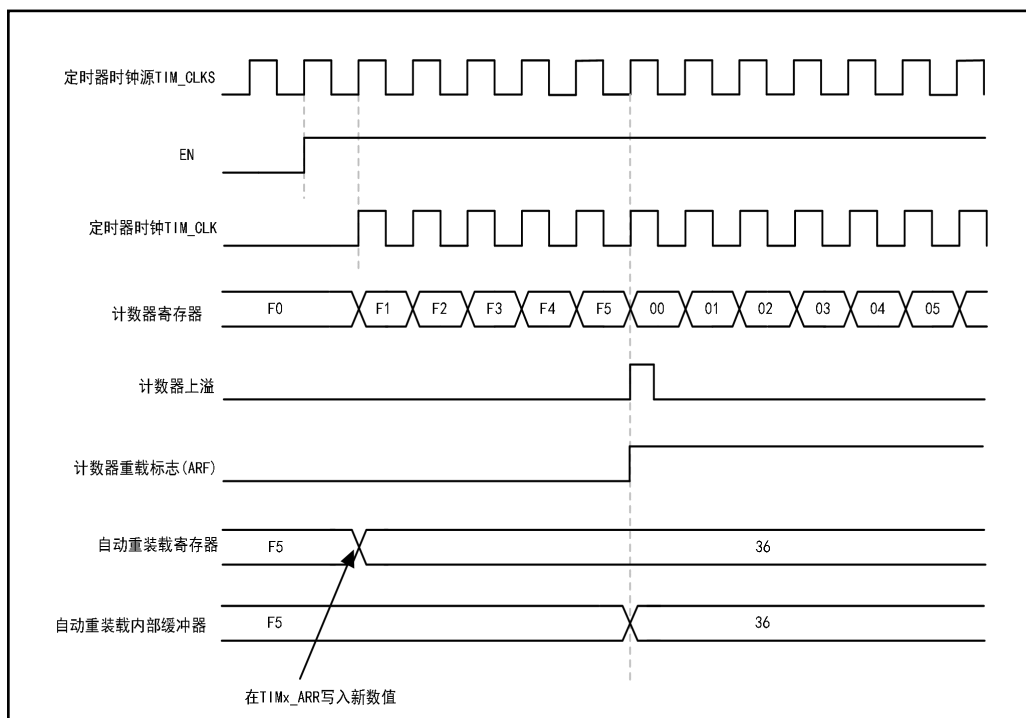 定时器时钟源TIM_CLKS
EN
定时器时钟TIM_CLK
计数器寄存器
F0 F1 F2 F3 F4 F5 00 01 02 03 04 05
计数器上溢
计数器重载标志(ARF)
自动重装载寄存器
F5 36
自动重装载内部缓冲器
F5 36
在TIMx_ARR写入新数值